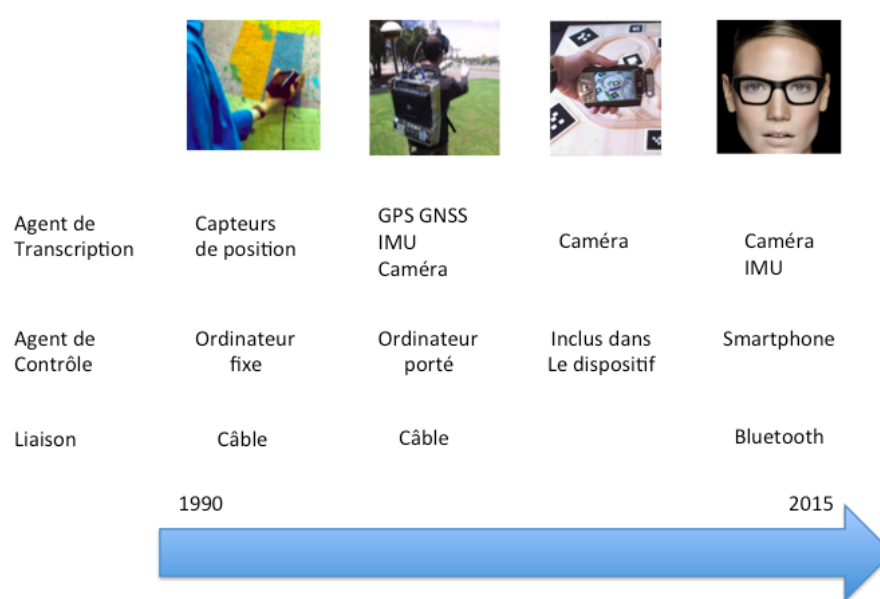 Agent de
Transcription
Capteurs
de position
GPS GNSS
IMU
Caméra
Caméra
Caméra
IMU
Agent de
Contrôle
Ordinateur
fixe
Ordinateur
porté
Inclus dans
Le dispositif
Smartphone
Liaison
Câble
Câble
Bluetooth
1990
2015